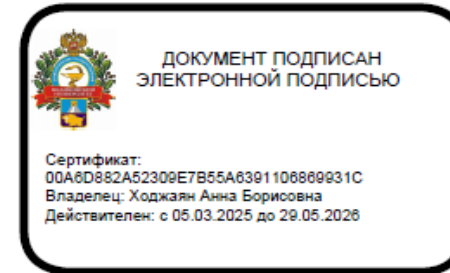 ДОКУМЕНТ ПОДПИСАН
ЭЛЕКТРОННОЙ ПОДПИСЬЮ
Сертификат:
00A6D882A52309E7B55A6391106869931C
Владелец: Ходжаян Анна Борисовна
Действителен: с 05.03.2025 до 29.05.2026